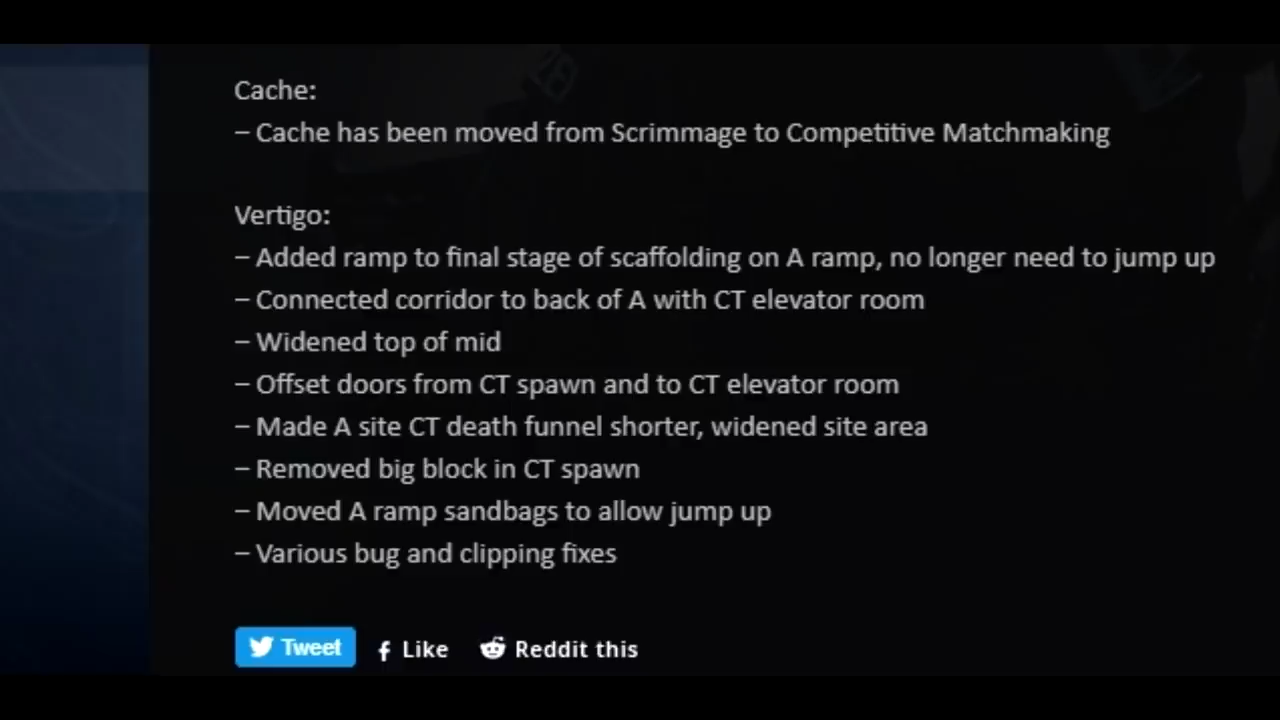 Cache:
– Cache has been moved from Scrimmage to Competitive Matchmaking
Vertigo:
– Added ramp to final stage of scaffolding on A ramp, no longer need to jump up
– Connected corridor to back of A with CT elevator room
– Widened top of mid
– Offset doors from CT spawn and to CT elevator room
– Made A site CT death funnel shorter, widened site area
– Removed big block in CT spawn
– Moved A ramp sandbags to allow jump up
– Various bug and clipping fixes
Tweet Like Reddit this